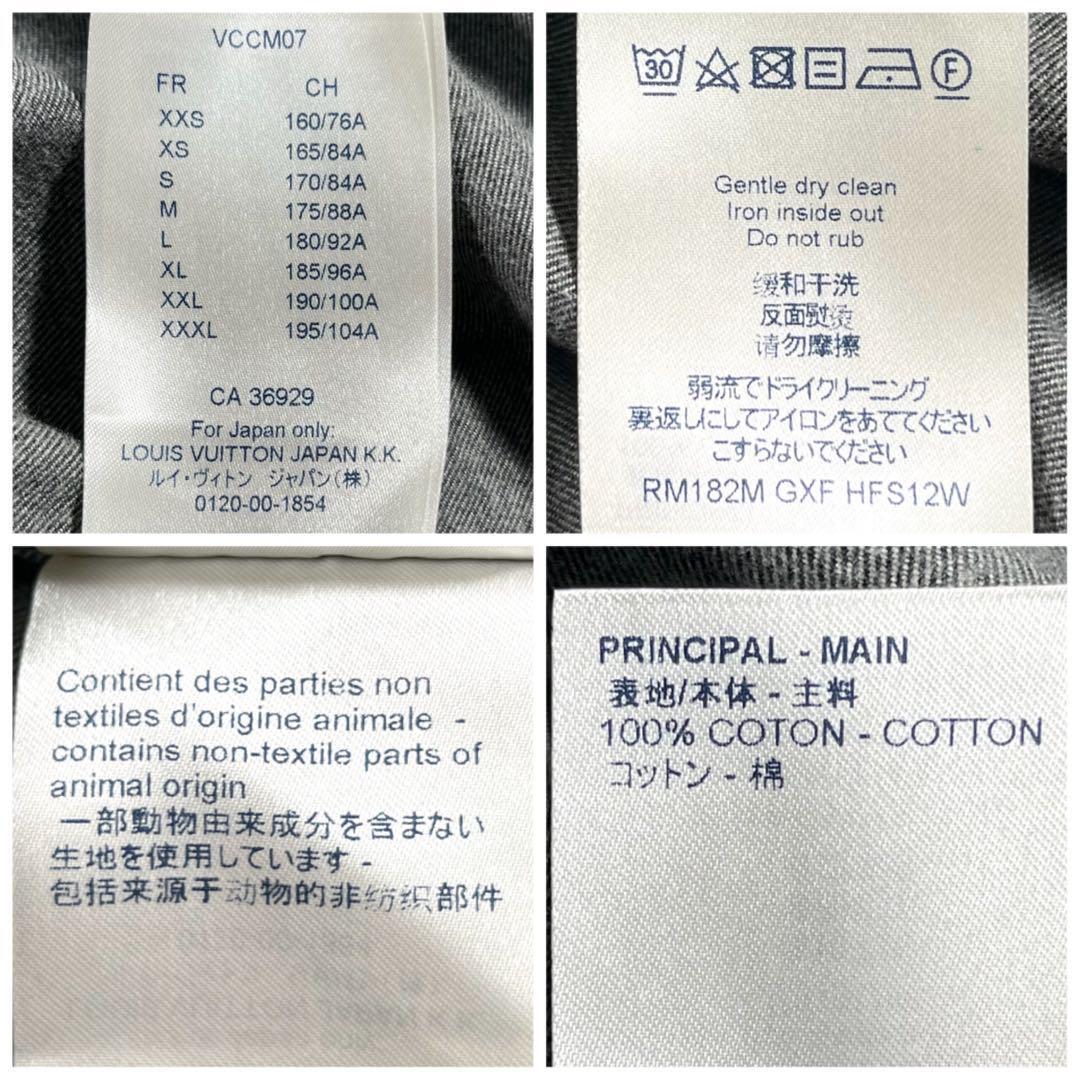 VCCM07
FR CH
XXS 160/76A
XS 165/84A
S 170/84A
M 175/88A
L 180/92A
XL 185/96A
XXL 190/100A
XXXL 195/104A
CA 36929
For Japan only:
LOUIS VUITTON JAPAN K.K.
ルイ・ヴィトン ジャパン(株)
0120-00-1854
30 F
Gentle dry clean
Iron inside out
Do not rub
缓和干洗
反面熨烫
请勿摩擦
弱流でドライクリーニング
裏返しにしてアイロンをあててください
こすらないでください
RM182M GXF HFS12W
Contient des parties non
textiles d'origine animale -
contains non-textile parts of
animal origin
一部動物由来成分を含まない
生地を使用しています -
包括来源于动物的非纺织部件
PRINCIPAL - MAIN
表地/本体 - 主料
100% COTON - COTTON
コットン - 棉